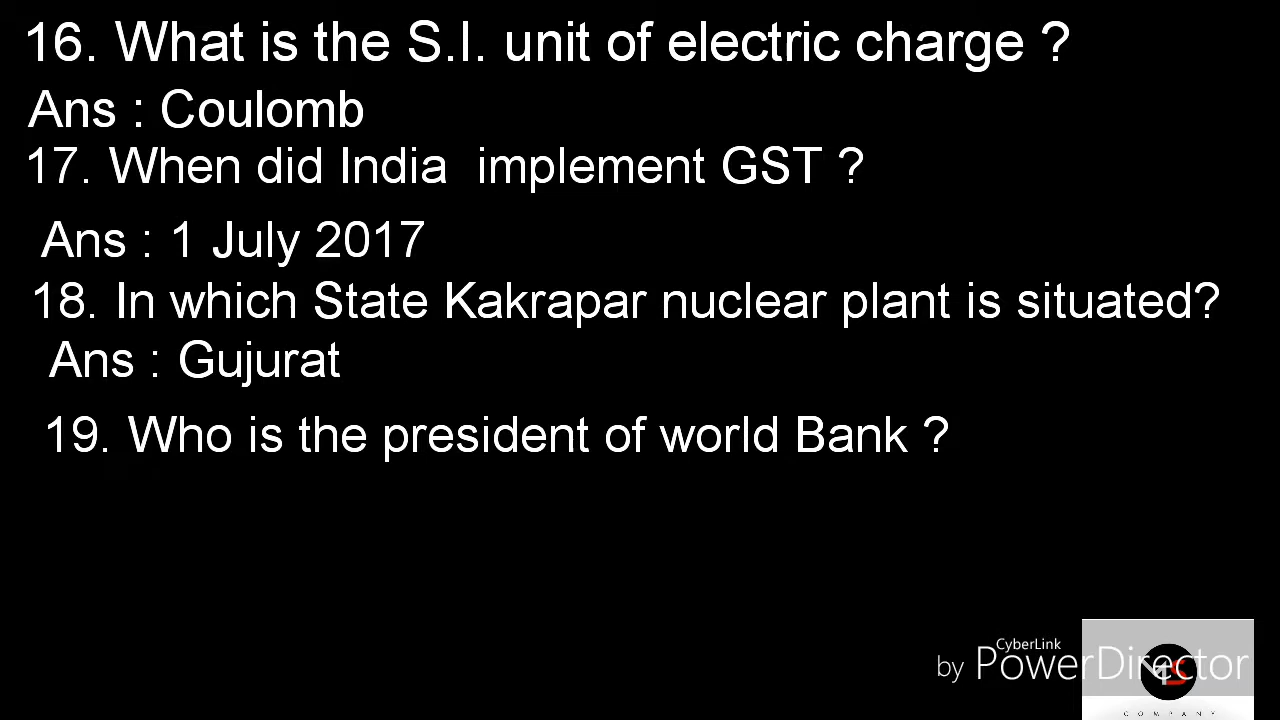 16. What is the S.I. unit of electric charge ?
Ans : Coulomb
17. When did India implement GST ?
Ans : 1 July 2017
18. In which State Kakrapar nuclear plant is situated?
Ans : Gujurat
19. Who is the president of world Bank ?
CyberLink
by PowerDirector
COMPANY